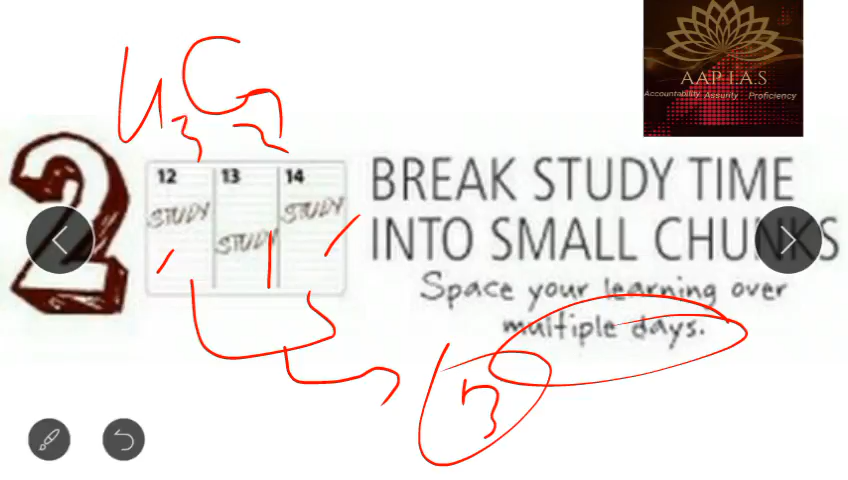 AAP I.A.S
Accountability Assurity Proficiency
2
12 13 14
STUDY STUDY STUDY
BREAK STUDY TIME
INTO SMALL CHUNKS
Space your learning over
multiple days.